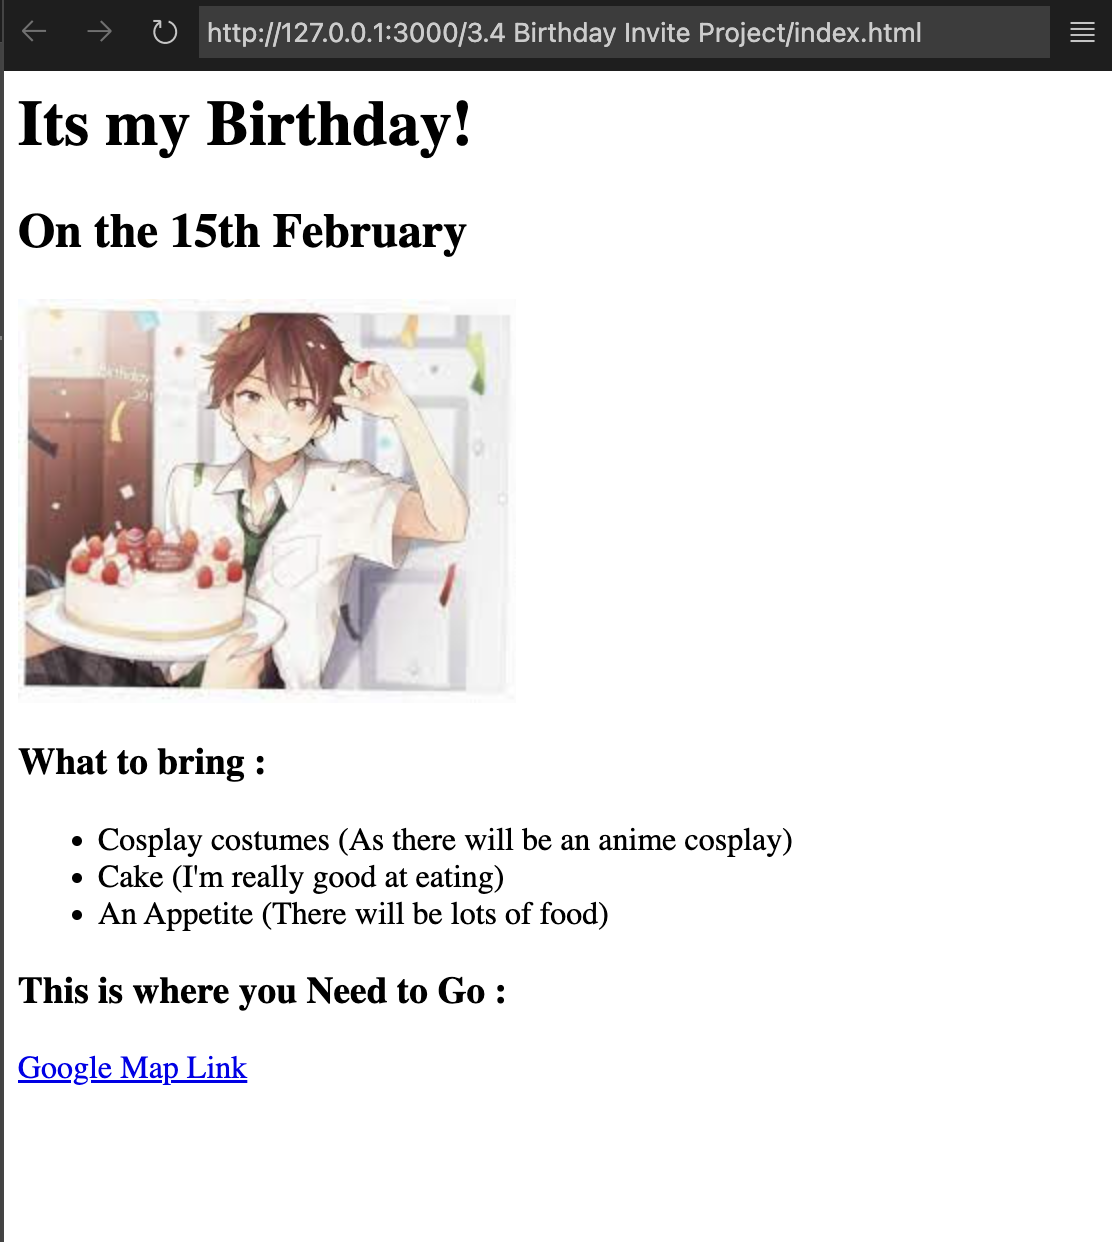 http://127.0.0.1:3000/3.4 Birthday Invite Project/index.html
Its my Birthday!
On the 15th February
Birthday
What to bring :
Cosplay costumes (As there will be an anime cosplay)
Cake (I'm really good at eating)
An Appetite (There will be lots of food)
This is where you Need to Go :
Google Map Link